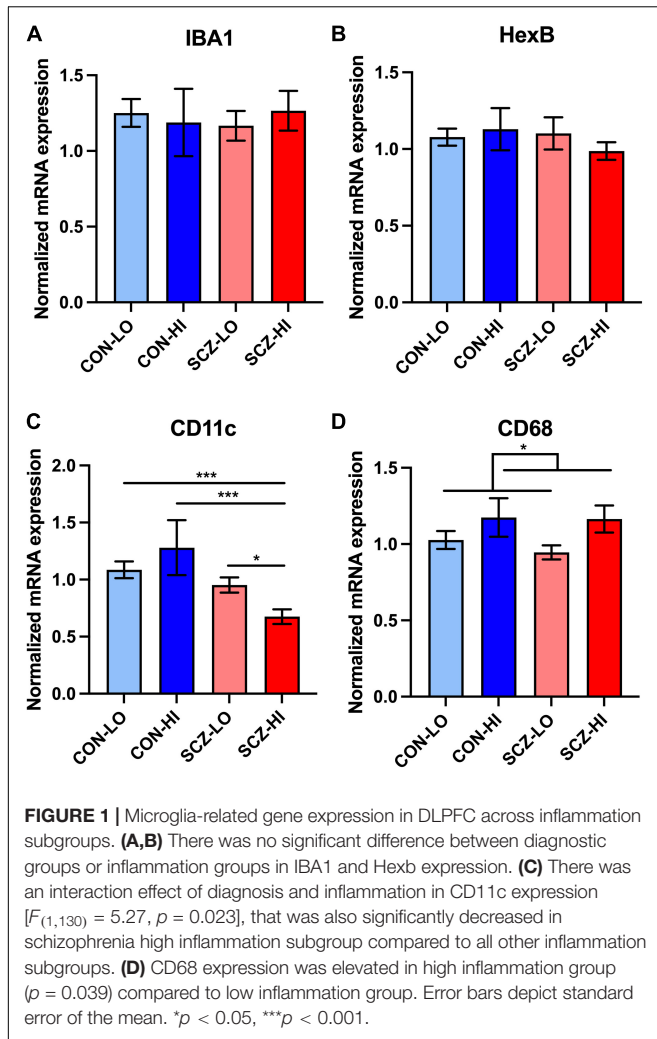 A
IBA1
Normalized mRNA expression
1.5
1.0
0.5
0.0
CON-LO
CON-HI
SCZ-LO
SCZ-HI
B
HexB
Normalized mRNA expression
1.5
1.0
0.5
0.0
CON-LO
CON-HI
SCZ-LO
SCZ-HI
C
CD11c
Normalized mRNA expression
2.0
1.5
1.0
0.5
0.0
***
***
*
CON-LO
CON-HI
SCZ-LO
SCZ-HI
D
CD68
Normalized mRNA expression
1.5
1.0
0.5
0.0
*
CON-LO
CON-HI
SCZ-LO
SCZ-HI
FIGURE 1 | Microglia-related gene expression in DLPFC across inflammation
subgroups. (A,B) There was no significant difference between diagnostic
groups or inflammation groups in IBA1 and Hexb expression. (C) There was
an interaction effect of diagnosis and inflammation in CD11c expression
[F(1,130) = 5.27, p = 0.023], that was also significantly decreased in
schizophrenia high inflammation subgroup compared to all other inflammation
subgroups. (D) CD68 expression was elevated in high inflammation group
(p = 0.039) compared to low inflammation group. Error bars depict standard
error of the mean. *p < 0.05, ***p < 0.001.